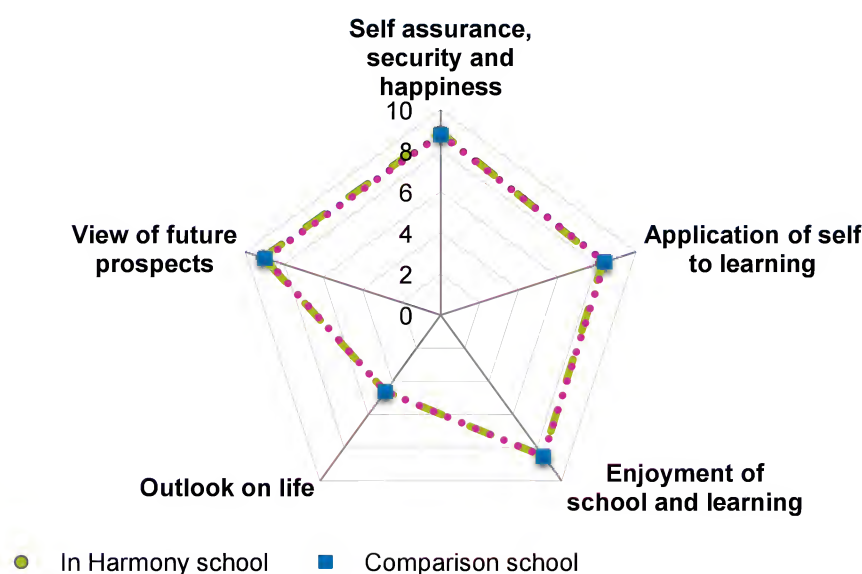 Self assurance,
security and
happiness
10
8
6
4
2
0
View of future
prospects
Application of self
to learning
Outlook on life
Enjoyment of
school and learning
In Harmony school
Comparison school